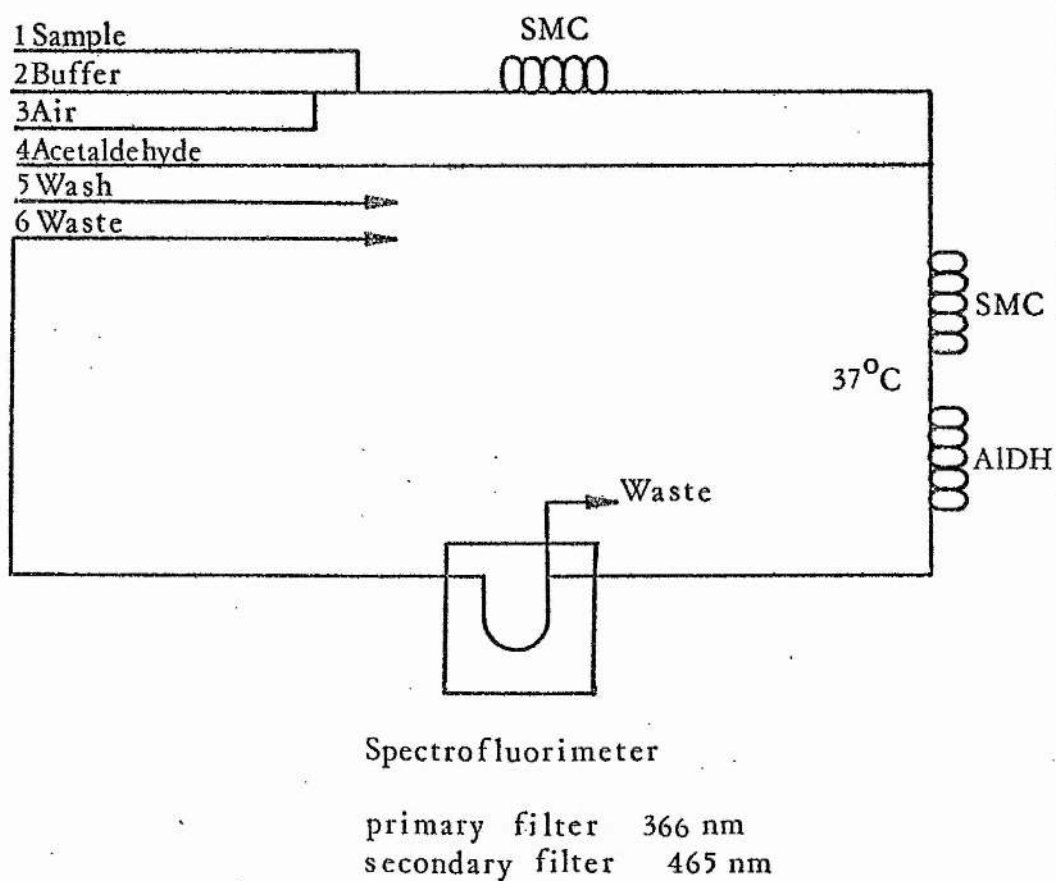 SMC
1 Sample
2 Buffer
3 Air
4 Acetaldehyde
5 Wash
6 Waste
SMC
37°C
AlDH
Waste
Spectrofluorimeter
primary filter 366 nm
secondary filter 465 nm